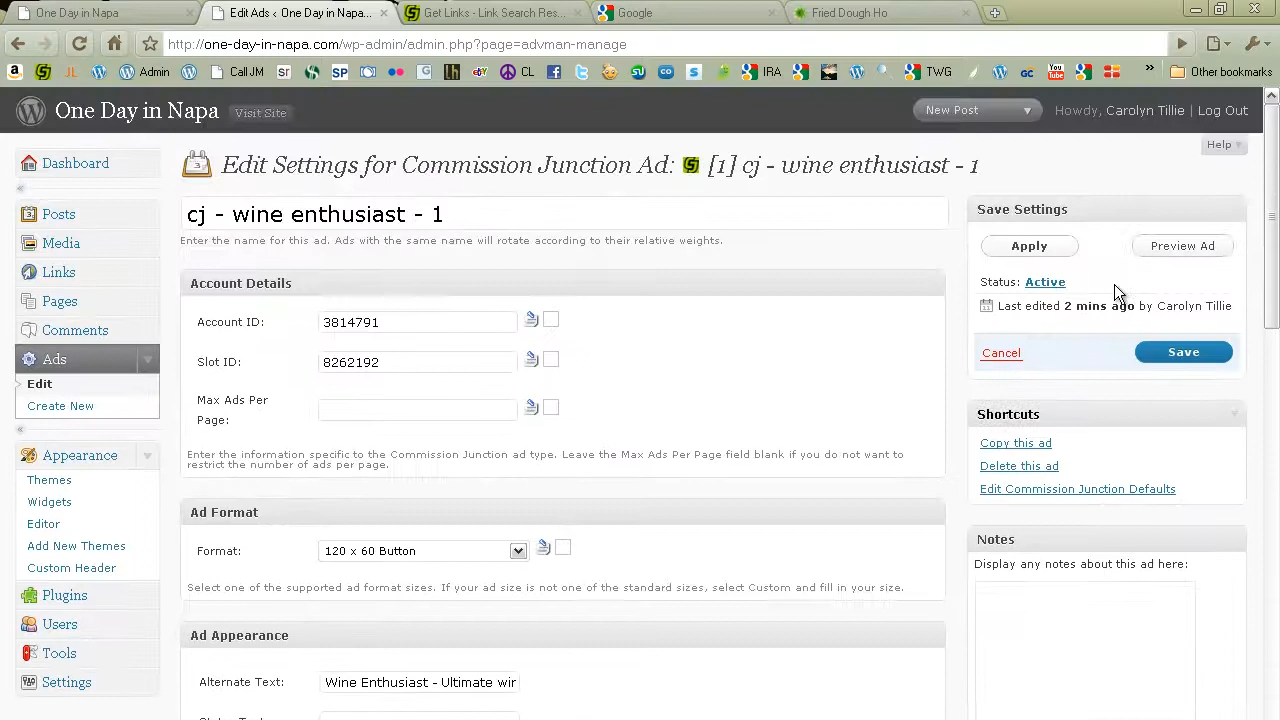 One Day in Napa
Edit Ads ‹ One Day in Napa...
Get Links - Link Search Res...
Google
Fried Dough Ho
http://one-day-in-napa.com/wp-admin/admin.php?page=advman-manage
JL
Admin
Call JM
Sr
SP
CL
IRA
TWG
GC
»
Other bookmarks
One Day in Napa
Visit Site
New Post
Howdy, Carolyn Tillie | Log Out
Help
Dashboard
Posts
Media
Links
Pages
Comments
Ads
Edit
Create New
Appearance
Themes
Widgets
Editor
Add New Themes
Custom Header
Plugins
Users
Tools
Settings
Edit Settings for Commission Junction Ad: [1] cj - wine enthusiast - 1
cj - wine enthusiast - 1
Enter the name for this ad. Ads with the same name will rotate according to their relative weights.
Account Details
Account ID: 3814791
Slot ID: 8262192
Max Ads Per
Page:
Enter the information specific to the Commission Junction ad type. Leave the Max Ads Per Page field blank if you do not want to
restrict the number of ads per page.
Ad Format
Format: 120 x 60 Button
Select one of the supported ad format sizes. If your ad size is not one of the standard sizes, select Custom and fill in your size.
Ad Appearance
Alternate Text: Wine Enthusiast - Ultimate wir
Save Settings
Apply
Preview Ad
Status: Active
Last edited 2 mins ago by Carolyn Tillie
Cancel
Save
Shortcuts
Copy this ad
Delete this ad
Edit Commission Junction Defaults
Notes
Display any notes about this ad here: